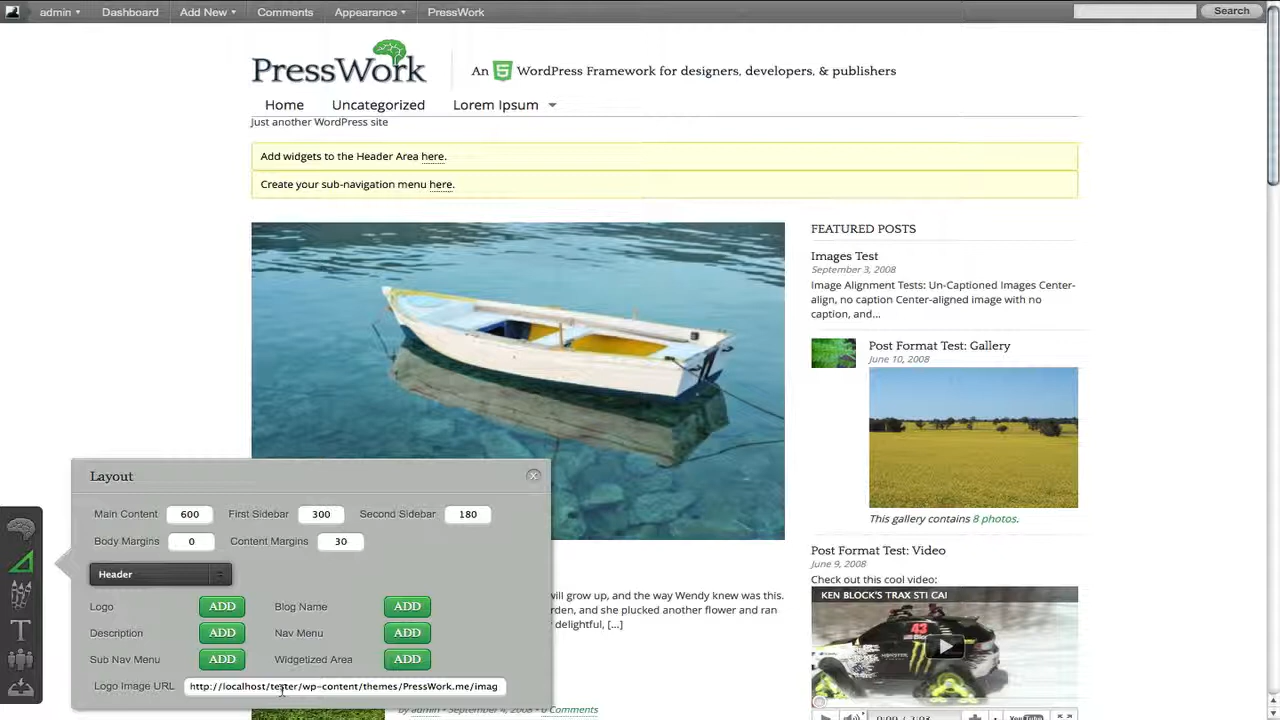 admin Dashboard Add New Comments Appearance PressWork Search
PressWork
An 5 WordPress Framework for designers, developers, & publishers
Home Uncategorized Lorem Ipsum
Just another WordPress site
Add widgets to the Header Area here.
Create your sub-navigation menu here.
FEATURED POSTS
Images Test
September 3, 2008
Image Alignment Tests: Un-Captioned Images Center-
align, no caption Center-aligned image with no
caption, and...
Post Format Test: Gallery
June 10, 2008
This gallery contains 8 photos.
Post Format Test: Video
June 9, 2008
Check out this cool video:
KEN BLOCK'S TRAX STI CA!
43
0:00 / 2:08
YouTube
Layout
Main Content 600 First Sidebar 300 Second Sidebar 180
Body Margins 0 Content Margins 30
Header
Logo ADD Blog Name ADD
Description ADD Nav Menu ADD
Sub Nav Menu ADD Widgetized Area ADD
Logo Image URL http://localhost/tester/wp-content/themes/PressWork.me/imag
will grow up, and the way Wendy knew was this.
rden, and she plucked another flower and ran
delightful, [...]
by admin • September 4, 2008 • 0 Comments